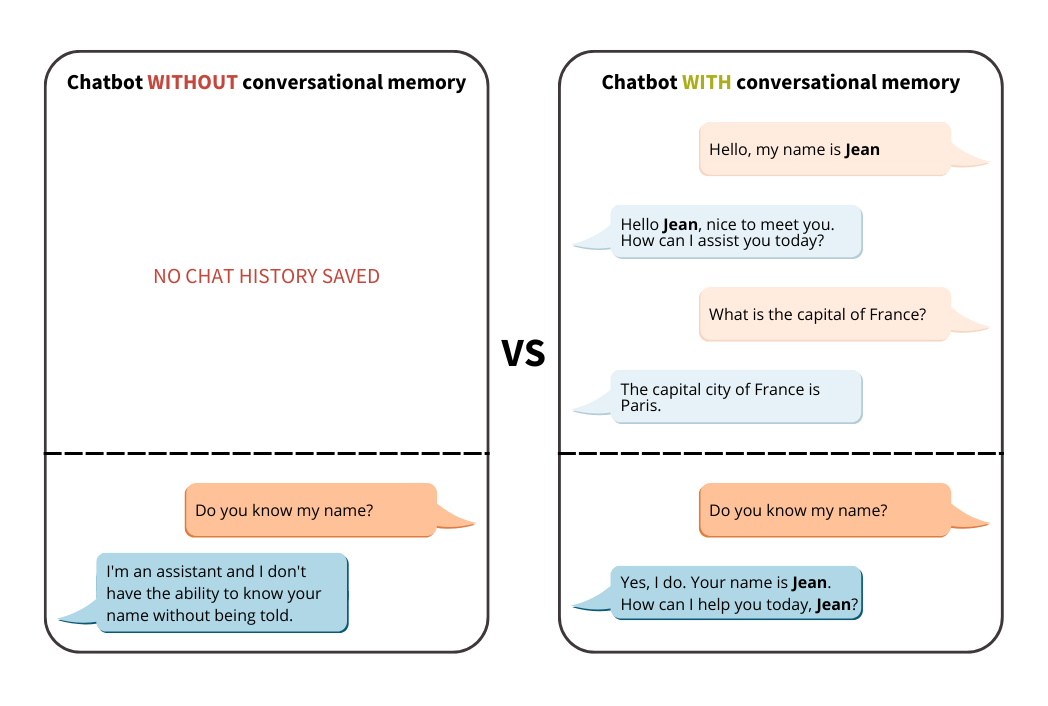 Chatbot WITHOUT conversational memory
NO CHAT HISTORY SAVED
Do you know my name?
I'm an assistant and I don't
have the ability to know your
name without being told.
VS
Chatbot WITH conversational memory
Hello, my name is Jean
Hello Jean, nice to meet you.
How can I assist you today?
What is the capital of France?
The capital city of France is
Paris.
Do you know my name?
Yes, I do. Your name is Jean.
How can I help you today, Jean?